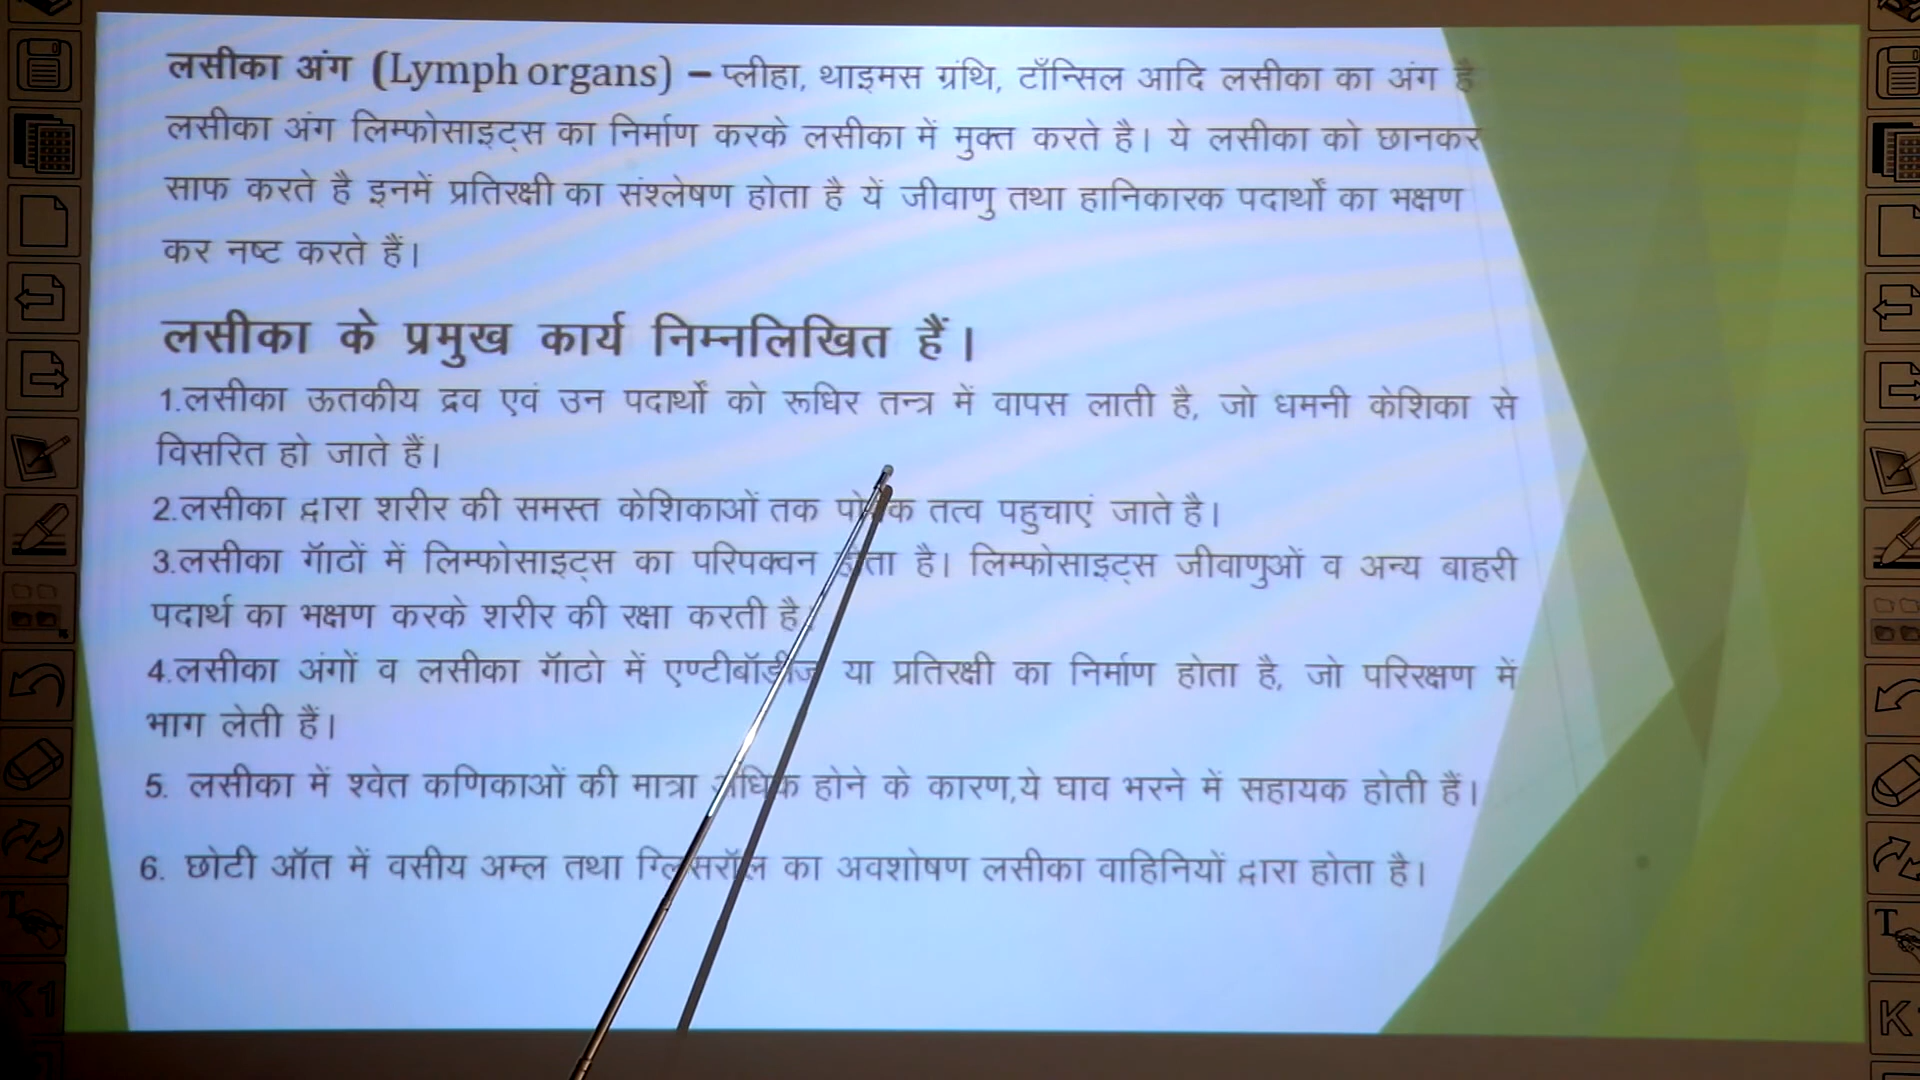 लसीका अंग (Lymph organs) – प्लीहा, थाइमस ग्रंथि, टॉन्सिल आदि लसीका का अंग है
लसीका अंग लिम्फोसाइट्स का निर्माण करके लसीका में मुक्त करते है। ये लसीका को छानकर
साफ करते है इनमें प्रतिरक्षी का संश्लेषण होता है यें जीवाणु तथा हानिकारक पदार्थों का भक्षण
कर नष्ट करते हैं।
लसीका के प्रमुख कार्य निम्नलिखित हैं।
1.लसीका ऊतकीय द्रव एवं उन पदार्थों को रूधिर तन्त्र में वापस लाती है, जो धमनी केशिका से
विसरित हो जाते हैं।
2.लसीका द्वारा शरीर की समस्त केशिकाओं तक पोषक तत्व पहुचाएं जाते है।
3.लसीका गॅाठों में लिम्फोसाइट्स का परिपक्वन होता है। लिम्फोसाइट्स जीवाणुओं व अन्य बाहरी
पदार्थ का भक्षण करके शरीर की रक्षा करती है।
4.लसीका अंगों व लसीका गॅाठो में एण्टीबॉडीज या प्रतिरक्षी का निर्माण होता है, जो परिरक्षण में
भाग लेती हैं।
5. लसीका में श्वेत कणिकाओं की मात्रा अधिक होने के कारण,ये घाव भरने में सहायक होती हैं।
6. छोटी ऑत में वसीय अम्ल तथा ग्लिसरॉल का अवशोषण लसीका वाहिनियों द्वारा होता है।